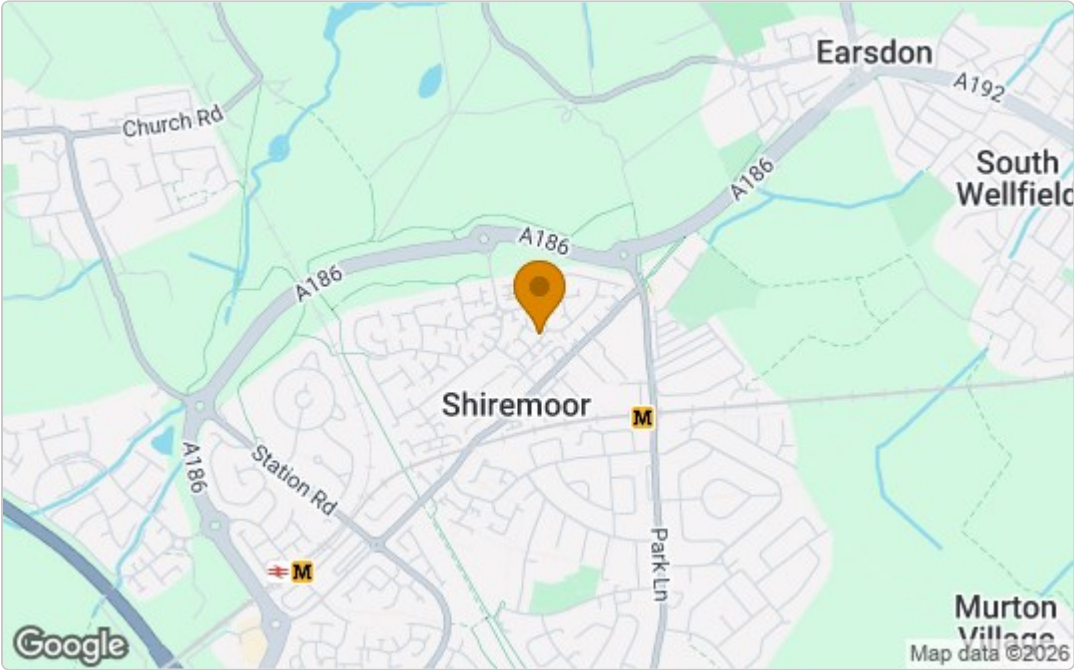 Earsdon
A192
Church Rd
South
Wellfield
A186
A186
A186
Shiremoor
M
A186
Station Rd
Park Ln
M
Murton
Village
Google
Map data ©2026